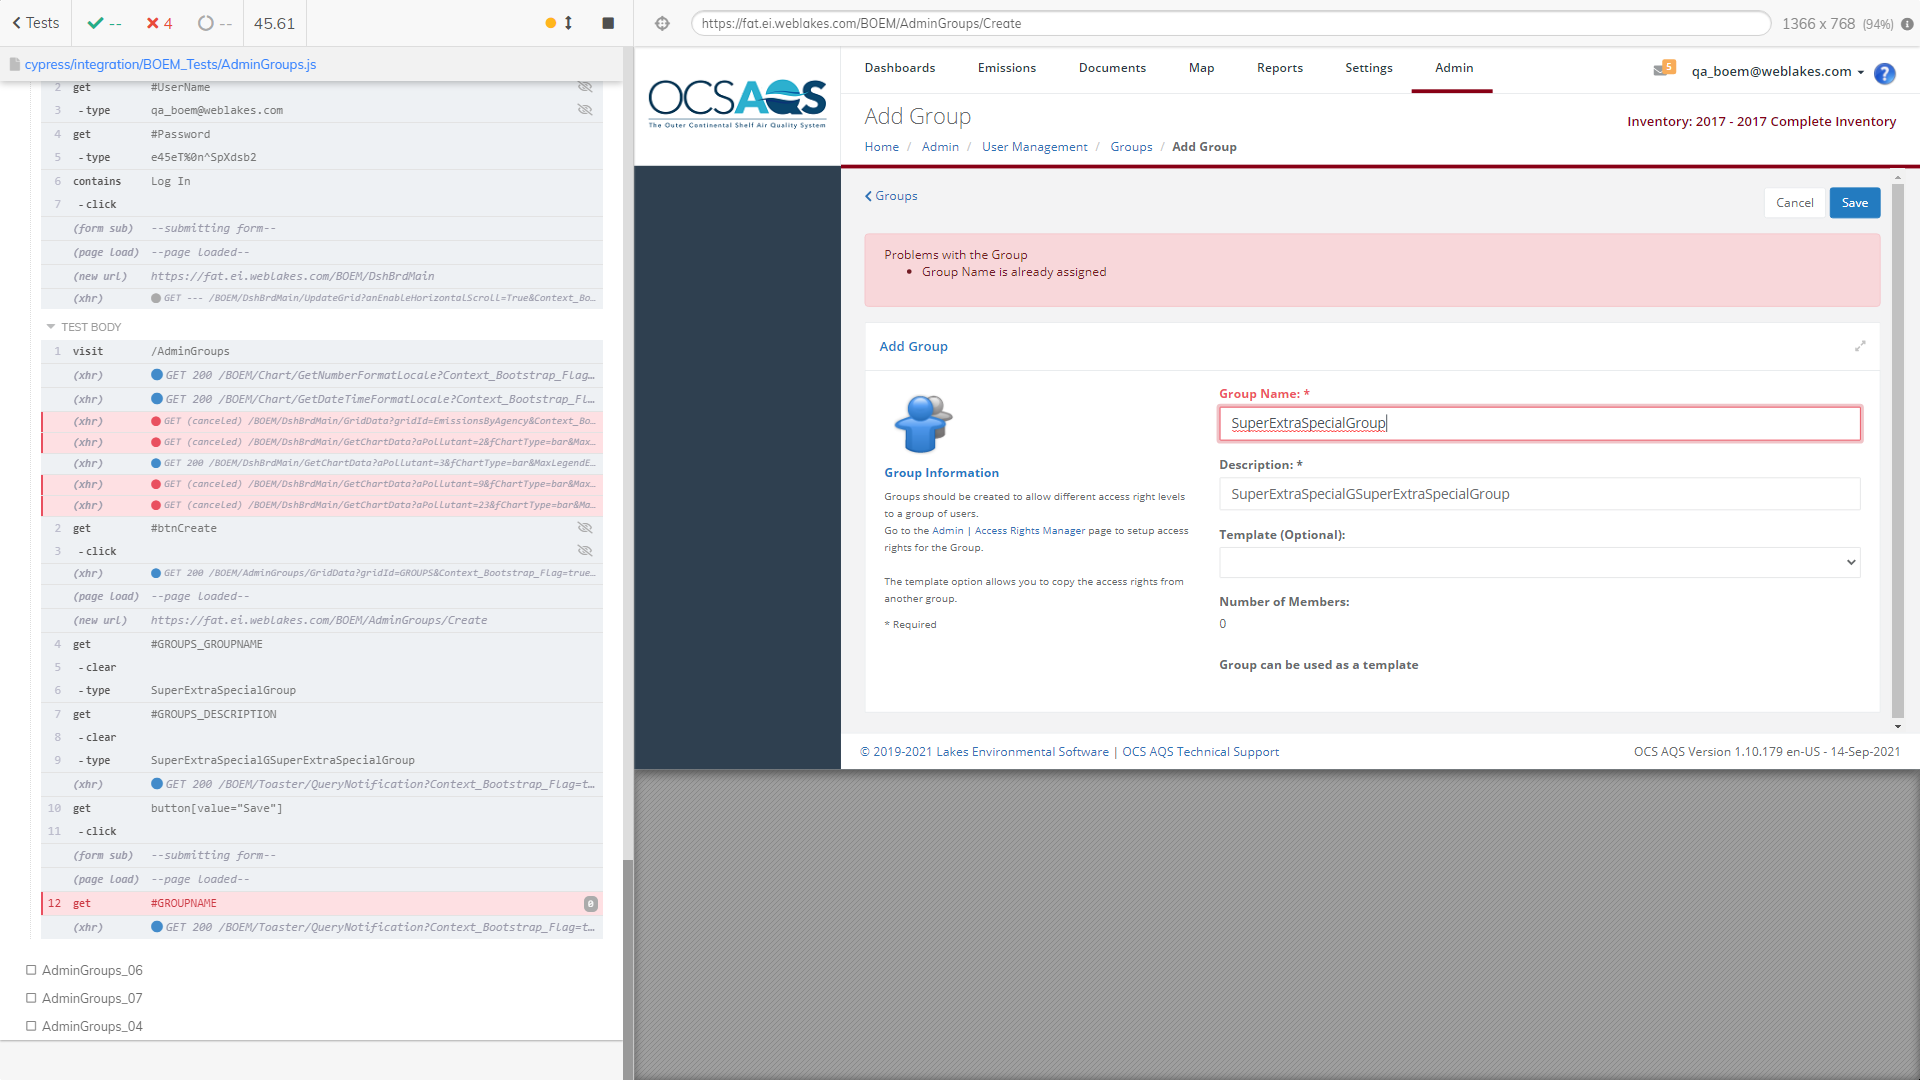 Tests
--
4
--
45.61
cypress/integration/BOEM_Tests/AdminGroups.js
2 get #UserName
3 -type qa_boem@weblakes.com
4 get #Password
5 -type e45eT%0n^SpXdsb2
6 contains Log In
7 -click
(form sub) --submitting form--
(page load) --page loaded--
(new url) https://fat.ei.weblakes.com/BOEM/DshBrdMain
(xhr) GET --- /BOEM/DshBrdMain/UpdateGrid?anEnableHorizontalScroll=True&Context_Bo...
TEST BODY
1 visit /AdminGroups
(xhr) GET 200 /BOEM/Chart/GetNumberFormatLocale?Context_Bootstrap_Flag...
(xhr) GET 200 /BOEM/Chart/GetDateTimeFormatLocale?Context_Bootstrap_Fl...
(xhr) GET (canceled) /BOEM/DshBrdMain/GridData?gridId=EmissionsByAgency&Context_Bo...
(xhr) GET (canceled) /BOEM/DshBrdMain/GetChartData?aPollutant=2&fChartType=bar&Max...
(xhr) GET 200 /BOEM/DshBrdMain/GetChartData?aPollutant=3&fChartType=bar&MaxLegendE...
(xhr) GET (canceled) /BOEM/DshBrdMain/GetChartData?aPollutant=9&fChartType=bar&Max...
(xhr) GET (canceled) /BOEM/DshBrdMain/GetChartData?aPollutant=23&fChartType=bar&Ma...
2 get #btnCreate
3 -click
(xhr) GET 200 /BOEM/AdminGroups/GridData?gridId=GROUPS&Context_Bootstrap_Flag=true...
(page load) --page loaded--
(new url) https://fat.ei.weblakes.com/BOEM/AdminGroups/Create
4 get #GROUPS_GROUPNAME
5 -clear
6 -type SuperExtraSpecialGroup
7 get #GROUPS_DESCRIPTION
8 -clear
9 -type SuperExtraSpecialGSuperExtraSpecialGroup
(xhr) GET 200 /BOEM/Toaster/QueryNotification?Context_Bootstrap_Flag=t...
10 get button[value="Save"]
11 -click
(form sub) --submitting form--
(page load) --page loaded--
12 get #GROUPNAME 0
(xhr) GET 200 /BOEM/Toaster/QueryNotification?Context_Bootstrap_Flag=t...
AdminGroups_06
AdminGroups_07
AdminGroups_04
https://fat.ei.weblakes.com/BOEM/AdminGroups/Create
1366 x 768 (94%)
OCSAQS
The Outer Continental Shelf Air Quality System
Dashboards Emissions Documents Map Reports Settings Admin
5
qa_boem@weblakes.com
?
Add Group
Inventory: 2017 - 2017 Complete Inventory
Home / Admin / User Management / Groups / Add Group
Groups
Cancel
Save
Problems with the Group
Group Name is already assigned
Add Group
Group Information
Groups should be created to allow different access right levels
to a group of users.
Go to the Admin | Access Rights Manager page to setup access
rights for the Group.
The template option allows you to copy the access rights from
another group.
* Required
Group Name: *
SuperExtraSpecialGroup
Description: *
SuperExtraSpecialGSuperExtraSpecialGroup
Template (Optional):
Number of Members:
0
Group can be used as a template
© 2019-2021 Lakes Environmental Software | OCS AQS Technical Support
OCS AQS Version 1.10.179 en-US - 14-Sep-2021